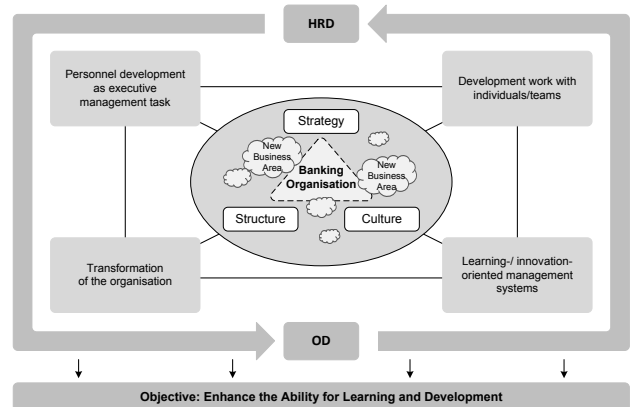 HRD
Personnel development
as executive
management task
Development work with
individuals/teams
Strategy
New
Business
Area
New
Business
Area
Banking
Organisation
Structure
Culture
Transformation
of the organisation
Learning-/ innovation-
oriented management
systems
OD
Objective: Enhance the Ability for Learning and Development